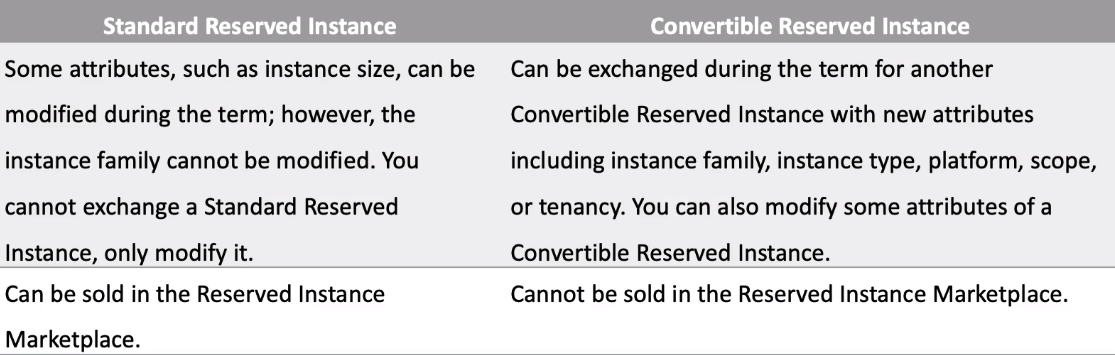 Standard Reserved Instance
Convertible Reserved Instance
Some attributes, such as instance size, can be
modified during the term; however, the
instance family cannot be modified. You
cannot exchange a Standard Reserved
Instance, only modify it.
Can be exchanged during the term for another
Convertible Reserved Instance with new attributes
including instance family, instance type, platform, scope,
or tenancy. You can also modify some attributes of a
Convertible Reserved Instance.
Can be sold in the Reserved Instance
Marketplace.
Cannot be sold in the Reserved Instance Marketplace.